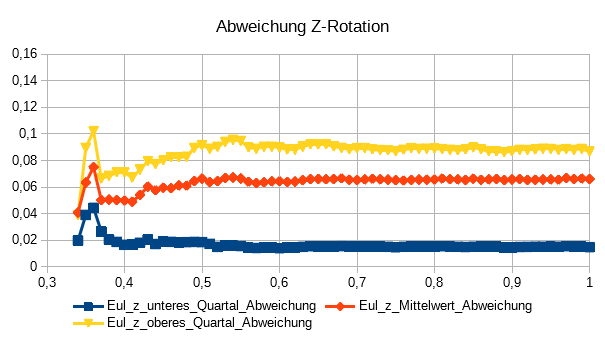 Abweichung Z-Rotation
0,16
0,14
0,12
0,1
0,08
0,06
0,04
0,02
0
0,3 0,4 0,5 0,6 0,7 0,8 0,9 1
Eul_z_unteres_Quartal_Abweichung Eul_z_Mittelwert_Abweichung
Eul_z_oberes_Quartal_Abweichung